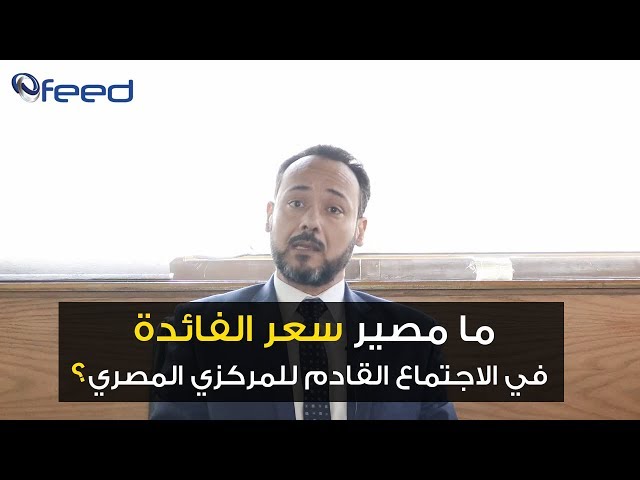 feed
ما مصير سعر الفائدة
في الاجتماع القادم للمركزي المصري؟